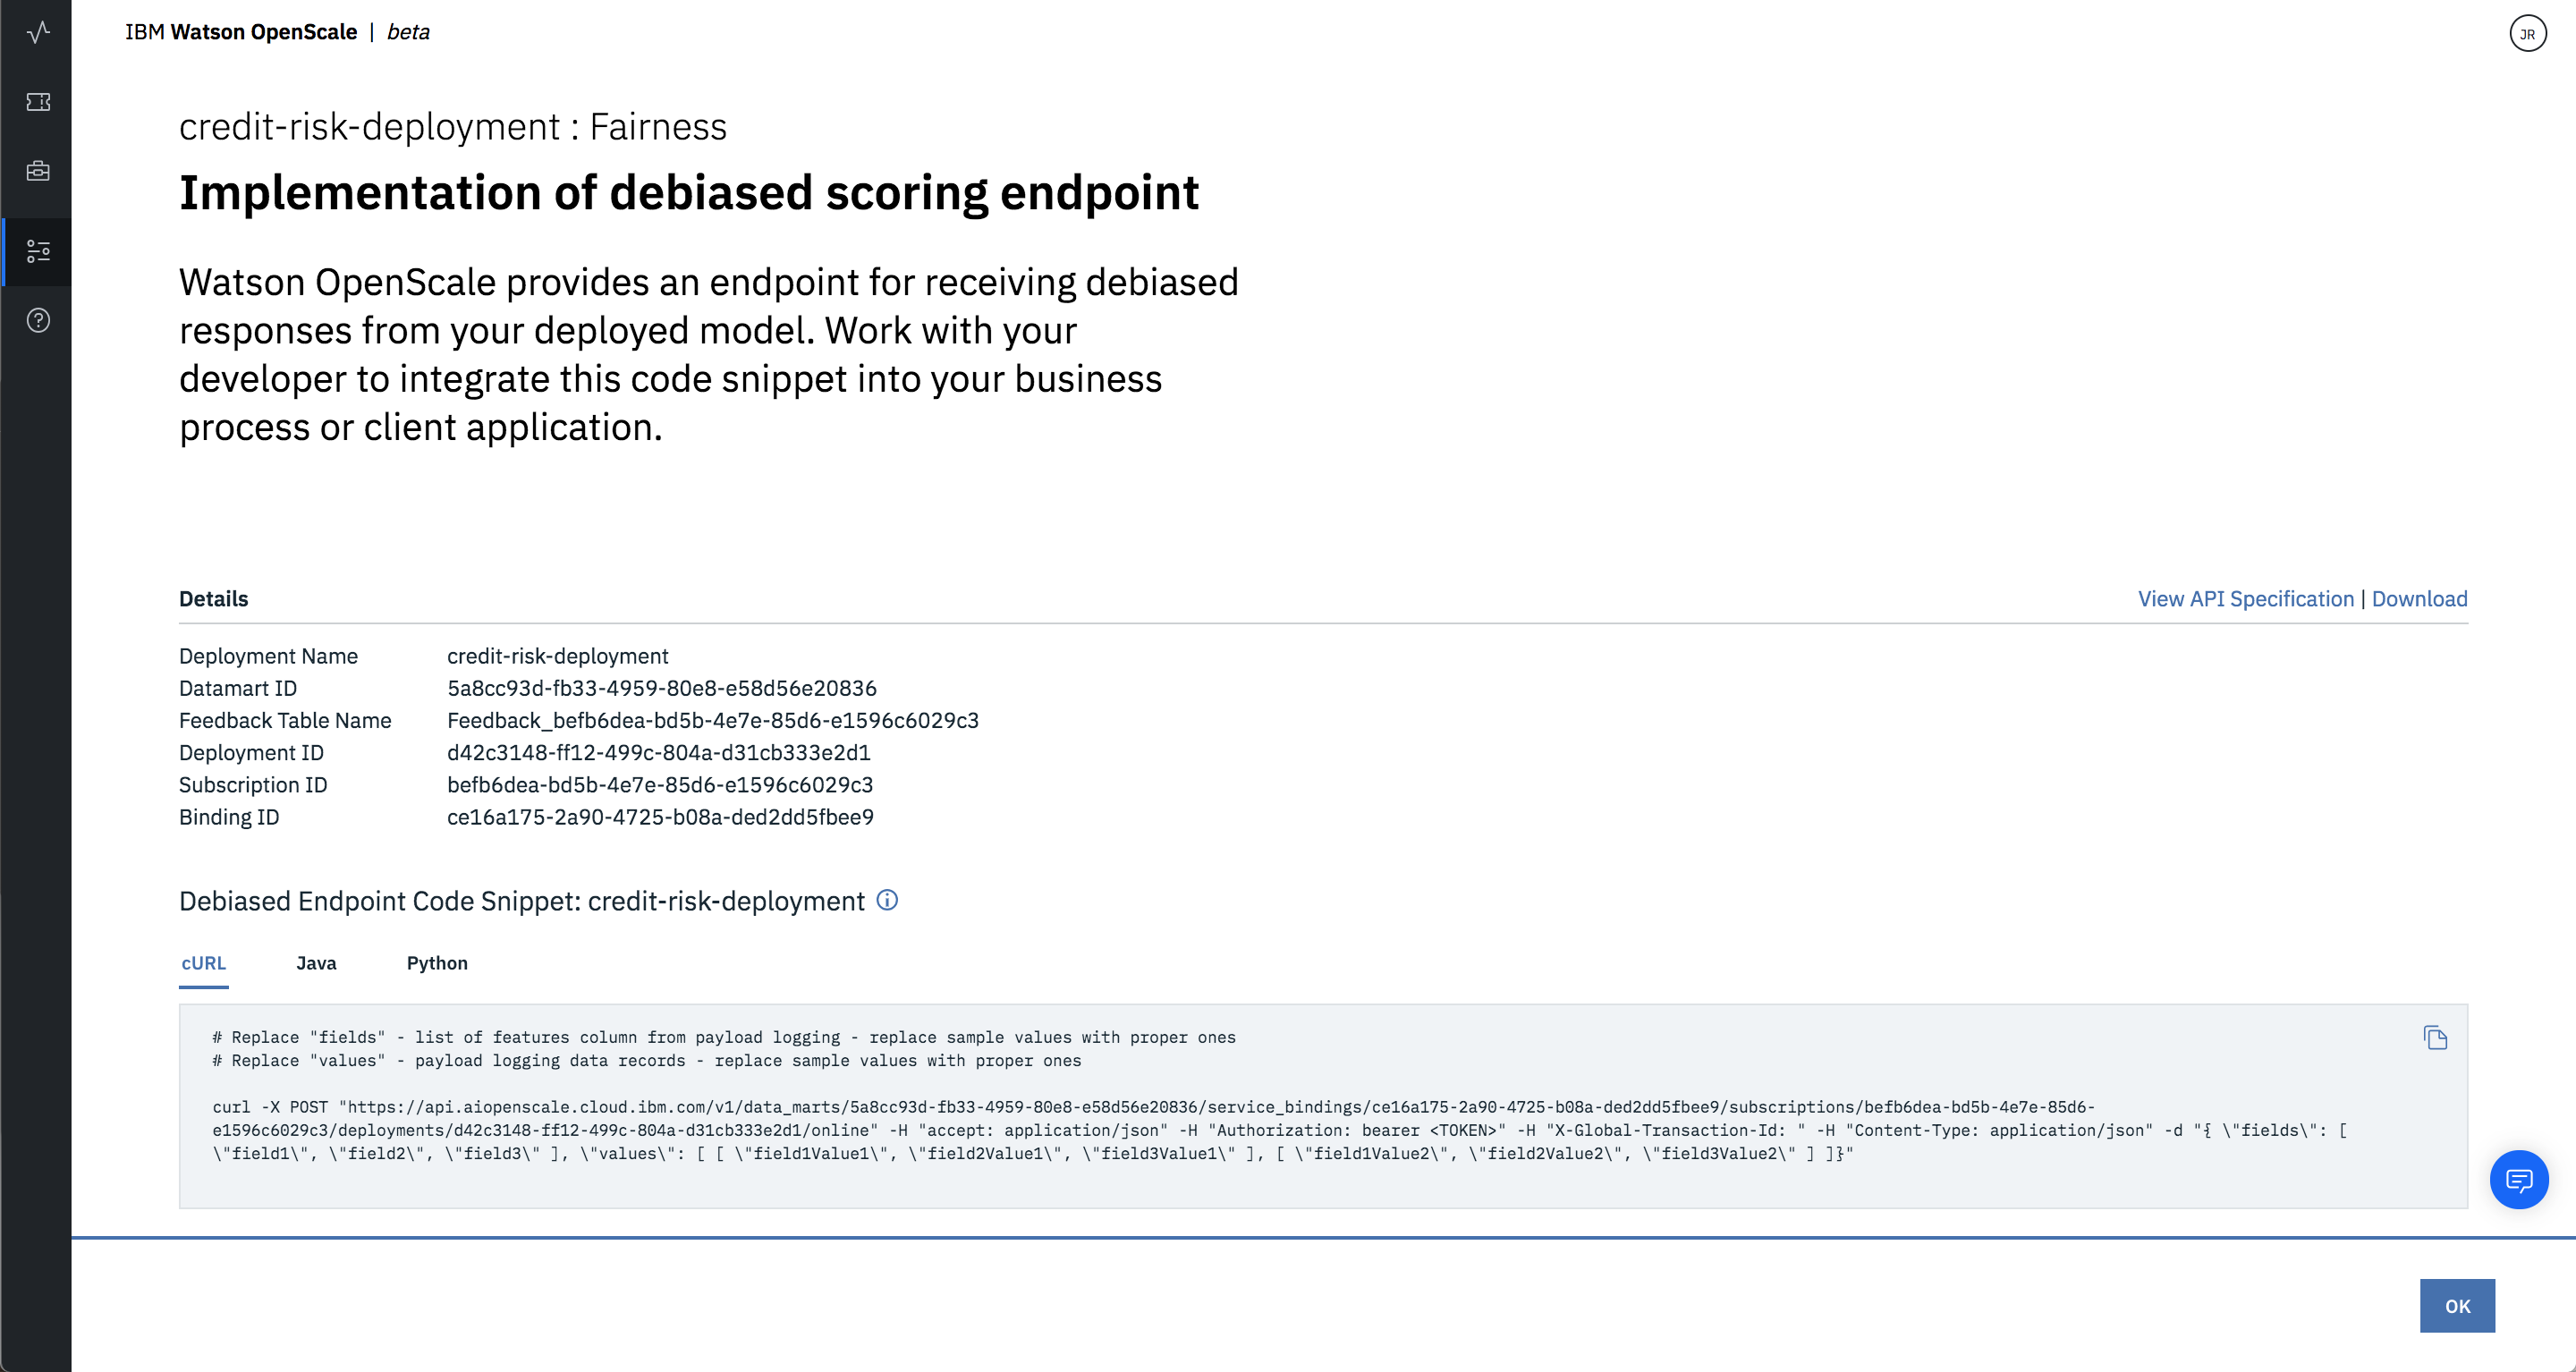 IBM Watson OpenScale | beta
JR
credit-risk-deployment : Fairness
Implementation of debiased scoring endpoint
Watson OpenScale provides an endpoint for receiving debiased
responses from your deployed model. Work with your
developer to integrate this code snippet into your business
process or client application.
Details
View API Specification | Download
Deployment Name credit-risk-deployment
Datamart ID 5a8cc93d-fb33-4959-80e8-e58d56e20836
Feedback Table Name Feedback_befb6dea-bd5b-4e7e-85d6-e1596c6029c3
Deployment ID d42c3148-ff12-499c-804a-d31cb333e2d1
Subscription ID befb6dea-bd5b-4e7e-85d6-e1596c6029c3
Binding ID ce16a175-2a90-4725-b08a-ded2dd5fbee9
Debiased Endpoint Code Snippet: credit-risk-deployment
cURL Java Python
# Replace "fields" - list of features column from payload logging - replace sample values with proper ones
# Replace "values" - payload logging data records - replace sample values with proper ones
curl -X POST "https://api.aiopenscale.cloud.ibm.com/v1/data_marts/5a8cc93d-fb33-4959-80e8-e58d56e20836/service_bindings/ce16a175-2a90-4725-b08a-ded2dd5fbee9/subscriptions/befb6dea-bd5b-4e7e-85d6-
e1596c6029c3/deployments/d42c3148-ff12-499c-804a-d31cb333e2d1/online" -H "accept: application/json" -H "Authorization: bearer <TOKEN>" -H "X-Global-Transaction-Id: " -H "Content-Type: application/json" -d "{ \"fields\": [
\"field1\", \"field2\", \"field3\" ], \"values\": [ [ \"field1Value1\", \"field2Value1\", \"field3Value1\" ], [ \"field1Value2\", \"field2Value2\", \"field3Value2\" ] ]}"
OK